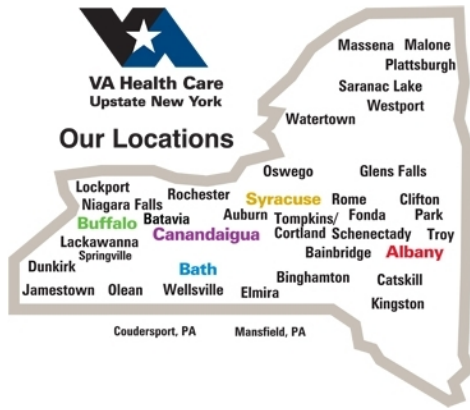 VA Health Care
Upstate New York
Our Locations
Massena Malone
Plattsburgh
Saranac Lake
Westport
Watertown
Oswego Glens Falls
Lockport
Niagara Falls Rochester Syracuse Rome Clifton
Buffalo Batavia Auburn Tompkins/ Fonda Park
Lackawanna Canandaigua Cortland Schenectady Troy
Springville Bainbridge Albany
Dunkirk Bath Binghamton Catskill
Jamestown Olean Wellsville Elmira
Kingston
Coudersport, PA Mansfield, PA